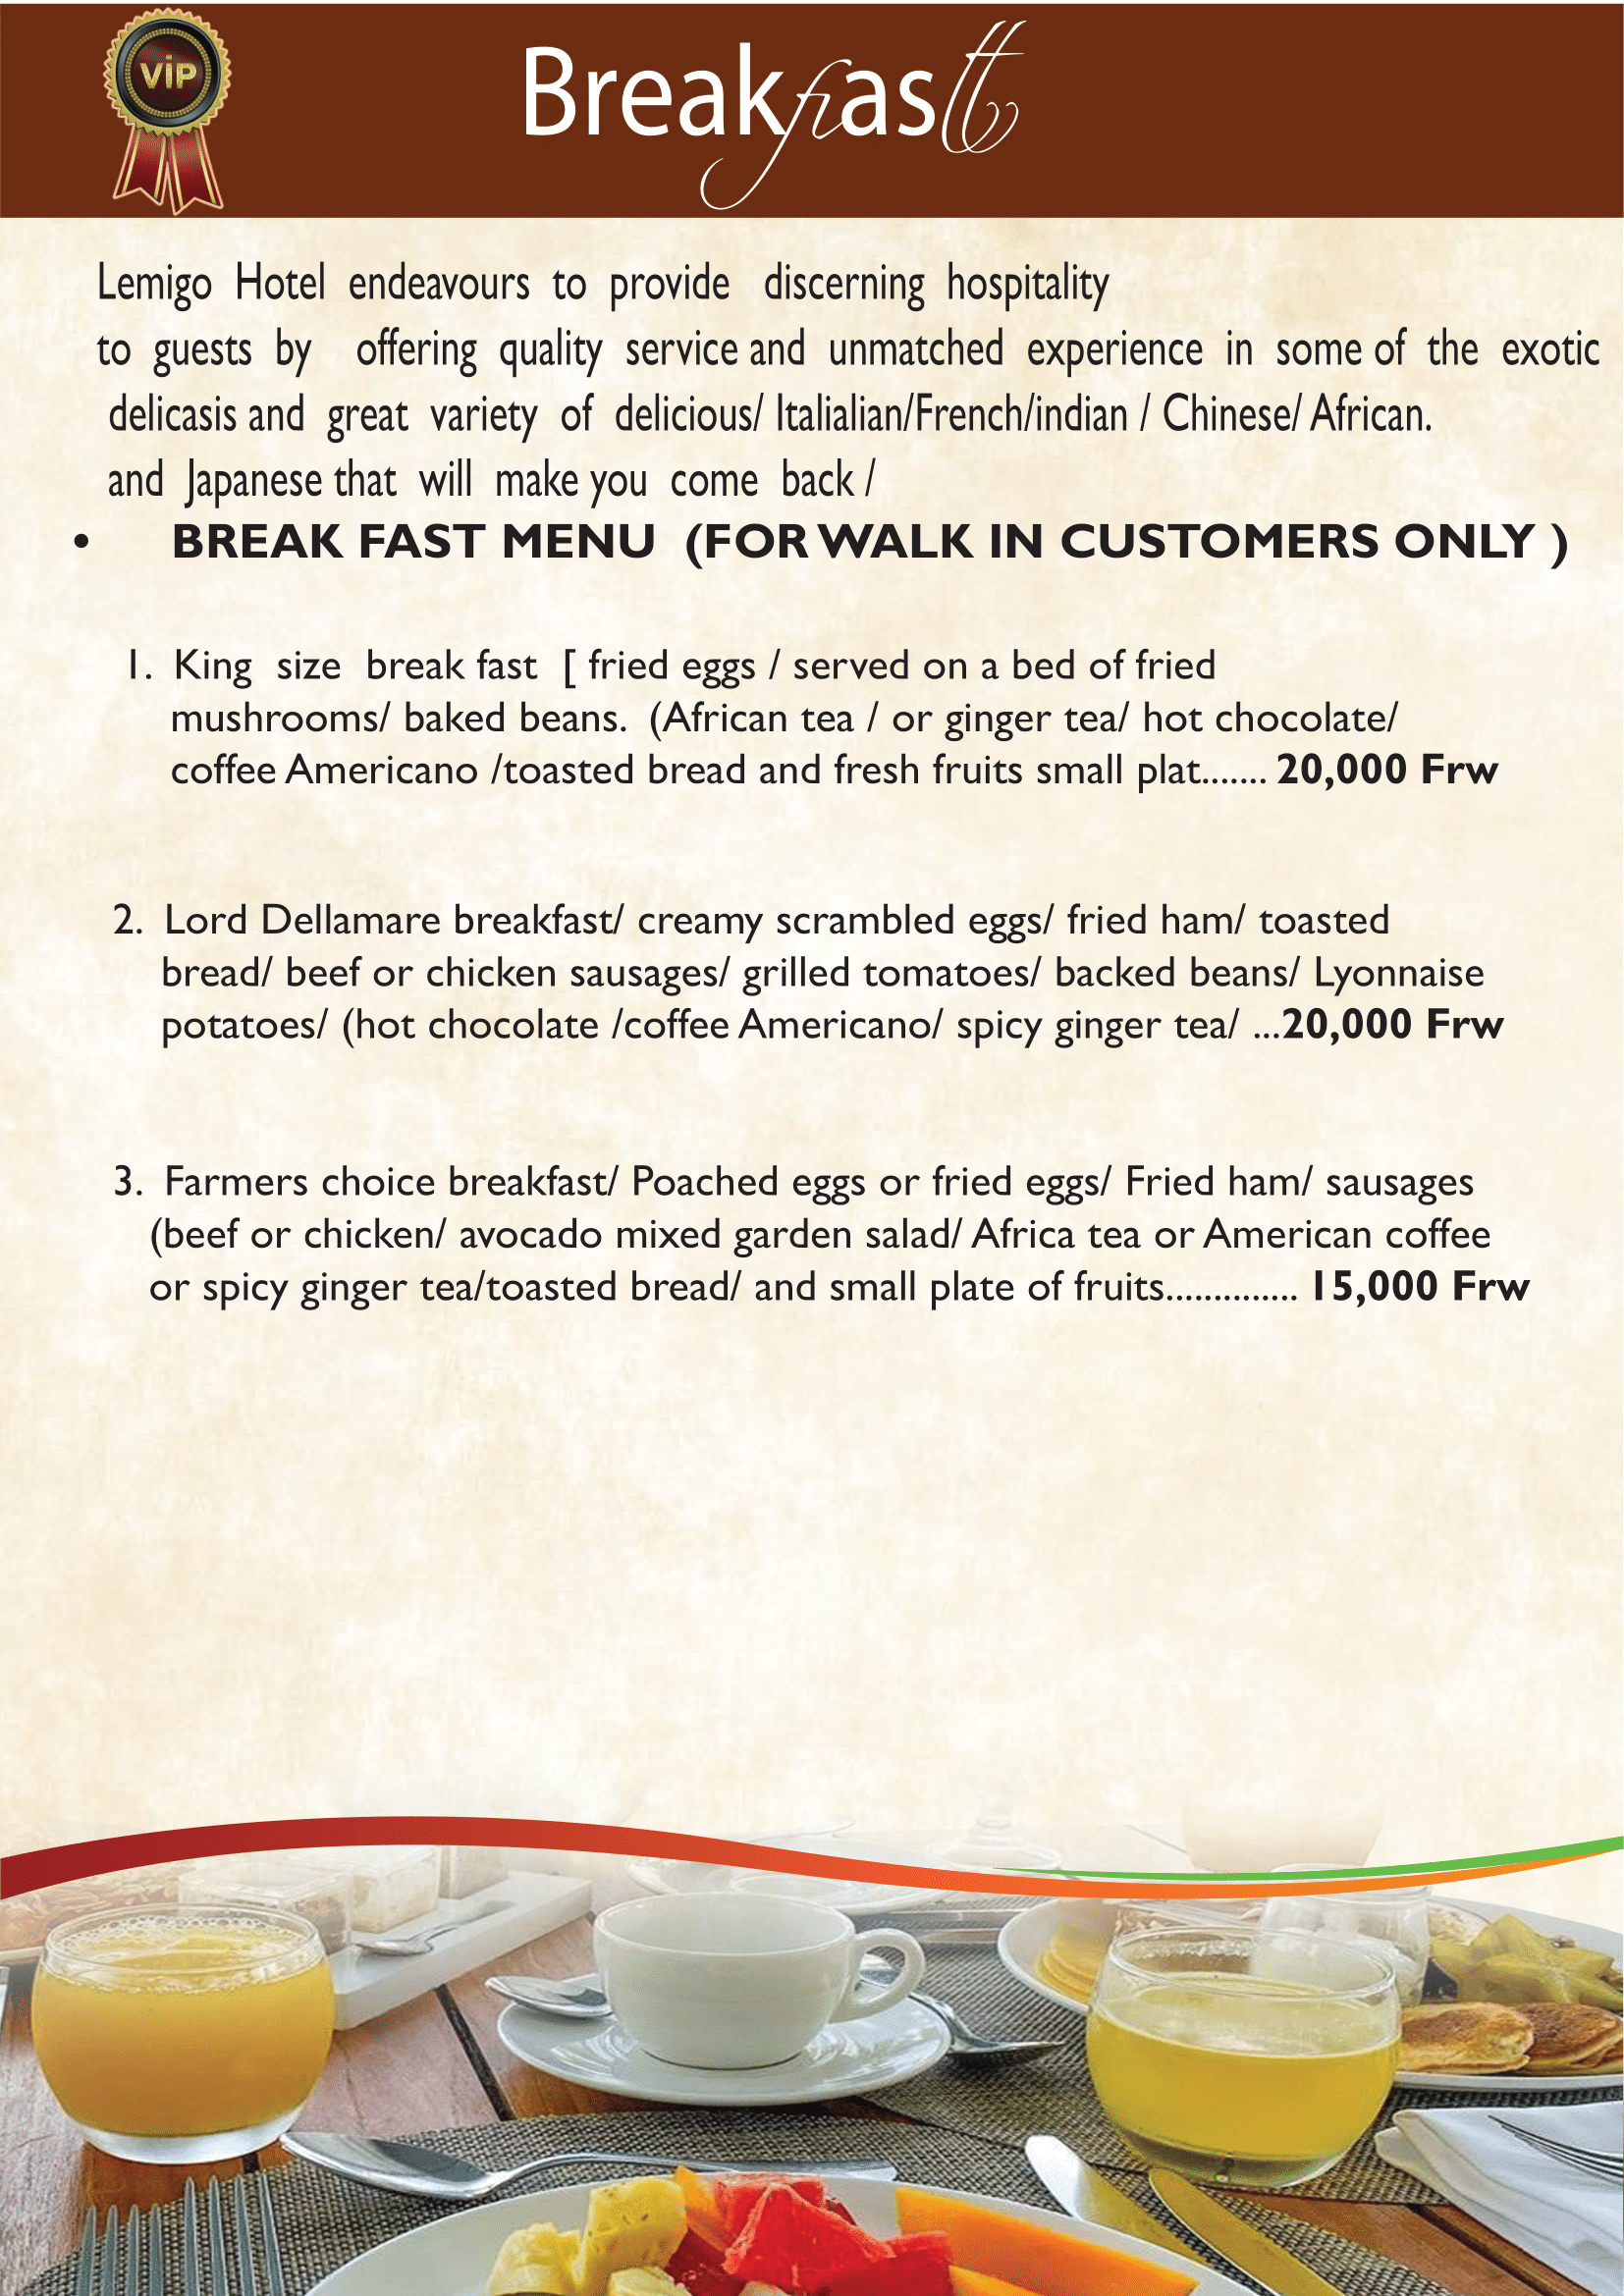 VIP
Breakfast
Lemigo Hotel endeavours to provide discerning hospitality
to guests by offering quality service and unmatched experience in some of the exotic
delicasis and great variety of delicious/ Italialian/French/indian / Chinese/ African.
and Japanese that will make you come back /
• BREAK FAST MENU (FOR WALK IN CUSTOMERS ONLY )
1. King size break fast [ fried eggs / served on a bed of fried
mushrooms/ baked beans. (African tea / or ginger tea/ hot chocolate/
coffee Americano /toasted bread and fresh fruits small plat....... 20,000 Frw
2. Lord Dellamare breakfast/ creamy scrambled eggs/ fried ham/ toasted
bread/ beef or chicken sausages/ grilled tomatoes/ backed beans/ Lyonnaise
potatoes/ (hot chocolate /coffee Americano/ spicy ginger tea/ ...20,000 Frw
3. Farmers choice breakfast/ Poached eggs or fried eggs/ Fried ham/ sausages
(beef or chicken/ avocado mixed garden salad/ Africa tea or American coffee
or spicy ginger tea/toasted bread/ and small plate of fruits.............. 15,000 Frw